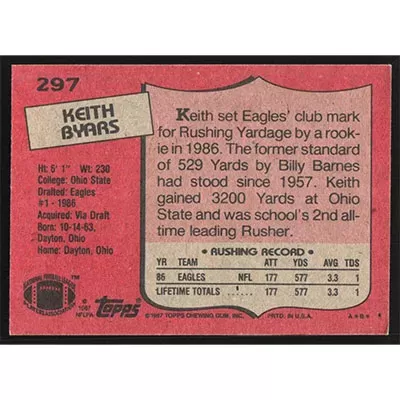 297
KEITH
BYARS
Ht: 5' 1" Wt: 230
College: Ohio State
Drafted: Eagles
#1 - 1986
Acquired: Via Draft
Born: 10-14-63,
Dayton, Ohio
Home: Dayton, Ohio
Keith set Eagles' club mark
for Rushing Yardage by a rook-
ie in 1986. The former standard
of 529 Yards by Billy Barnes
had stood since 1957. Keith
gained 3200 Yards at Ohio
State and was school's 2nd all-
time leading Rusher.
• RUSHING RECORD •
YR TEAM ATT YDS AVG TDS
86 EAGLES NFL 177 577 3.3 1
LIFETIME TOTALS 177 577 3.3 1
TM
© 1987
NFLPA
Topps
®
© 1987 TOPPS CHEWING GUM, INC. PRTD. IN U.S.A. A*B*